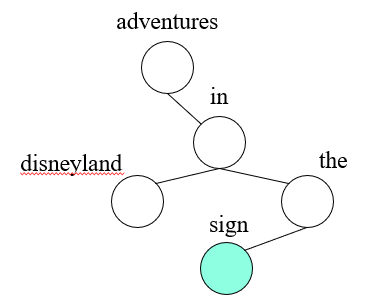 adventures
in
disneyland
the
sign